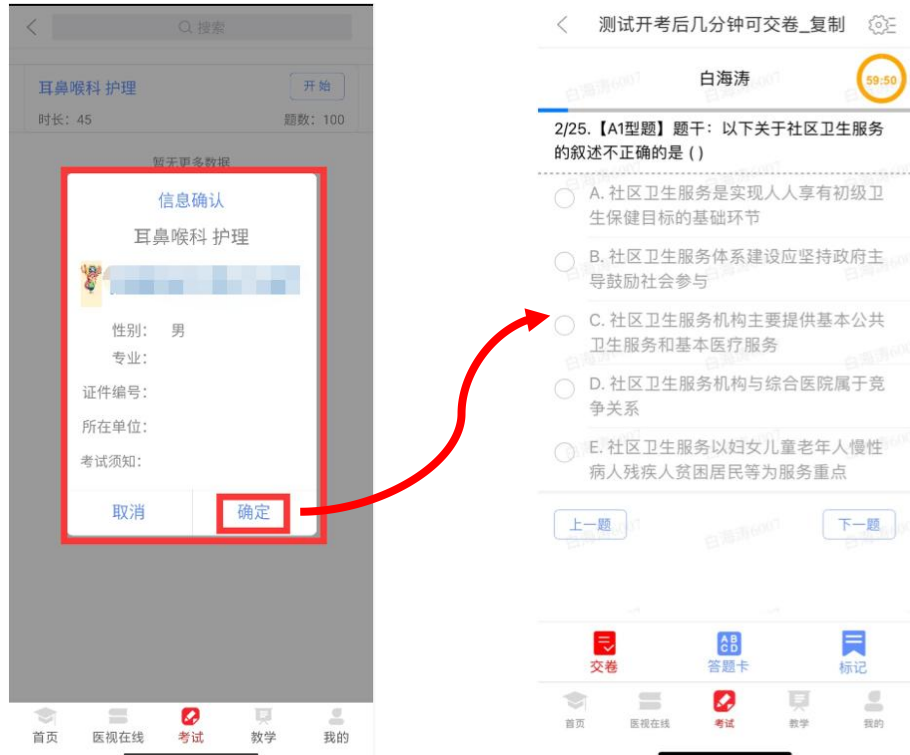 搜索
耳鼻喉科 护理
开始
时长：45
题数：100
暂无更多数据
信息确认
耳鼻喉科 护理
性别： 男
专业：
证件编号：
所在单位：
考试须知：
取消
确定
首页
医视在线
考试
教学
我的
测试开考后几分钟可交卷_复制
白海涛
59:50
2/25.【A1型题】题干：以下关于社区卫生服务
的叙述不正确的是 ( )
A. 社区卫生服务是实现人人享有初级卫
生保健目标的基础环节
B. 社区卫生服务体系建设应坚持政府主
导鼓励社会参与
C. 社区卫生服务机构主要提供基本公共
卫生服务和基本医疗服务
D. 社区卫生服务机构与综合医院属于竞
争关系
E. 社区卫生服务以妇女儿童老年人慢性
病人残疾人贫困居民等为服务重点
上一题
下一题
交卷
ABCD
答题卡
标记
首页
医视在线
考试
教学
我的